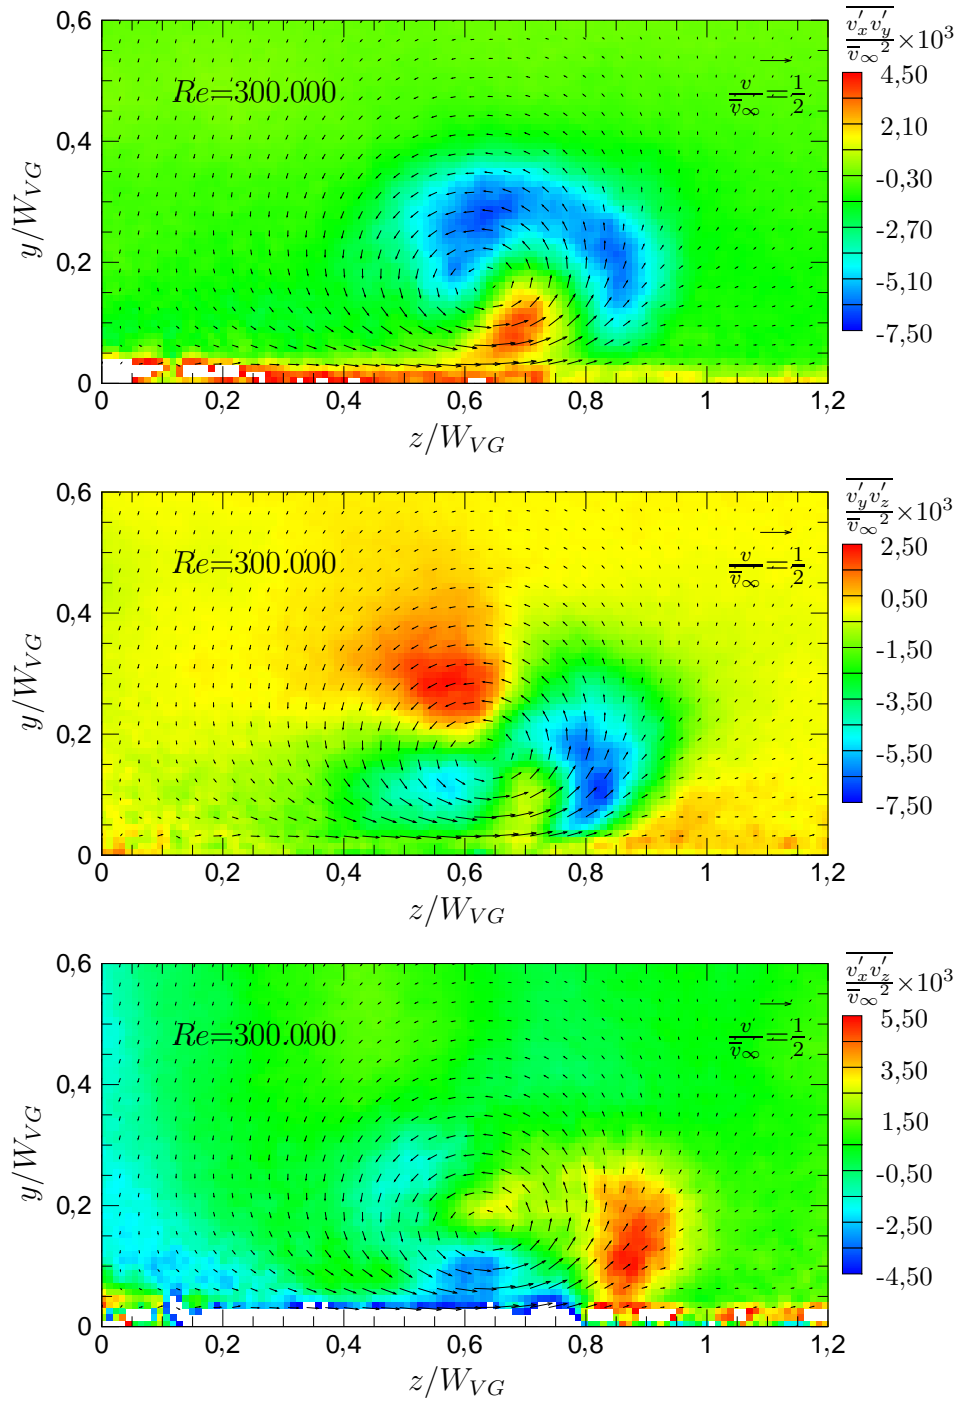 0,6
0,4
0,2
0
y/W_VG
Re=300.000
v/v̅_∞=1/2
0 0,2 0,4 0,6 0,8 1 1,2
z/W_VG
v′_x v′_y/v̅_∞² ×10³
4,50
2,10
-0,30
-2,70
-5,10
-7,50
0,6
0,4
0,2
0
y/W_VG
Re=300.000
v/v̅_∞=1/2
0 0,2 0,4 0,6 0,8 1 1,2
z/W_VG
v′_y v′_z/v̅_∞² ×10³
2,50
0,50
-1,50
-3,50
-5,50
-7,50
0,6
0,4
0,2
0
y/W_VG
Re=300.000
v/v̅_∞=1/2
0 0,2 0,4 0,6 0,8 1 1,2
z/W_VG
v′_x v′_z/v̅_∞² ×10³
5,50
3,50
1,50
-0,50
-2,50
-4,50